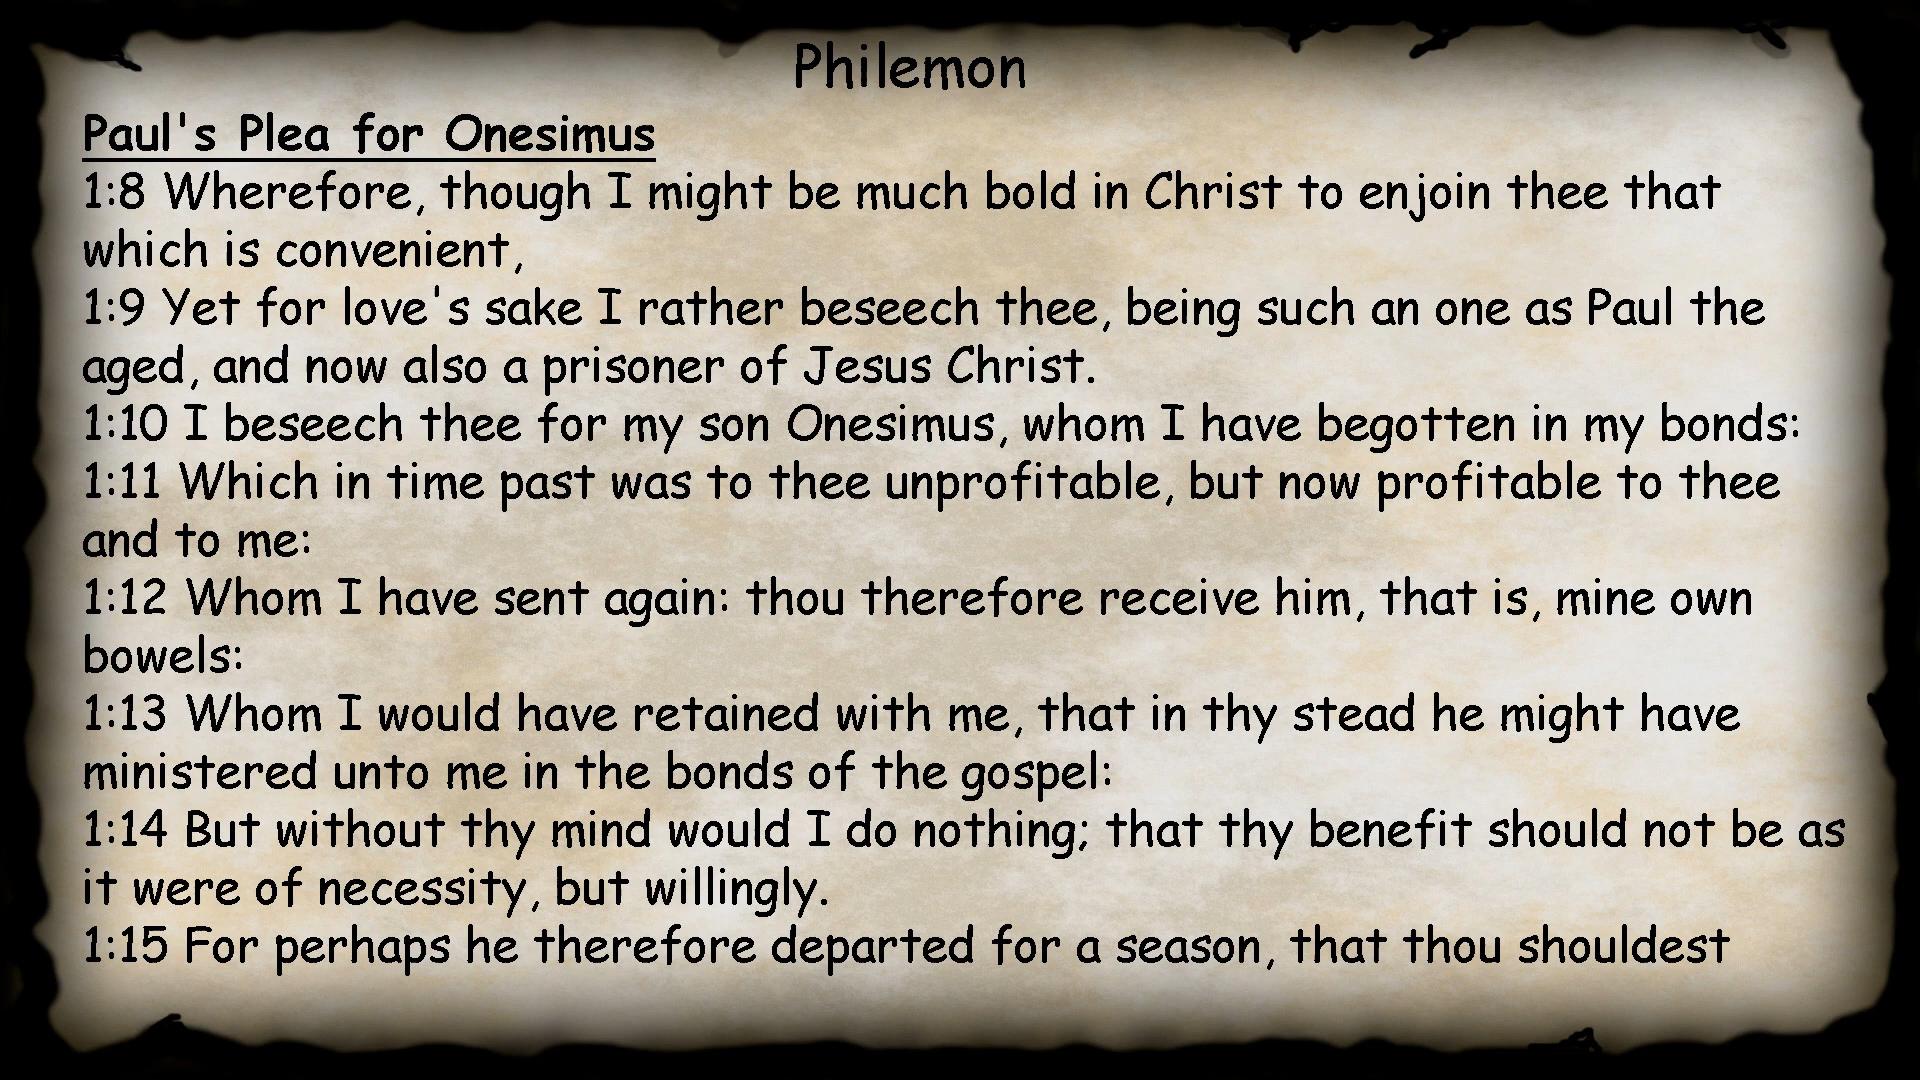 Philemon
Paul's Plea for Onesimus
1:8 Wherefore, though I might be much bold in Christ to enjoin thee that
which is convenient,
1:9 Yet for love's sake I rather beseech thee, being such an one as Paul the
aged, and now also a prisoner of Jesus Christ.
1:10 I beseech thee for my son Onesimus, whom I have begotten in my bonds:
1:11 Which in time past was to thee unprofitable, but now profitable to thee
and to me:
1:12 Whom I have sent again: thou therefore receive him, that is, mine own
bowels:
1:13 Whom I would have retained with me, that in thy stead he might have
ministered unto me in the bonds of the gospel:
1:14 But without thy mind would I do nothing; that thy benefit should not be as
it were of necessity, but willingly.
1:15 For perhaps he therefore departed for a season, that thou shouldest